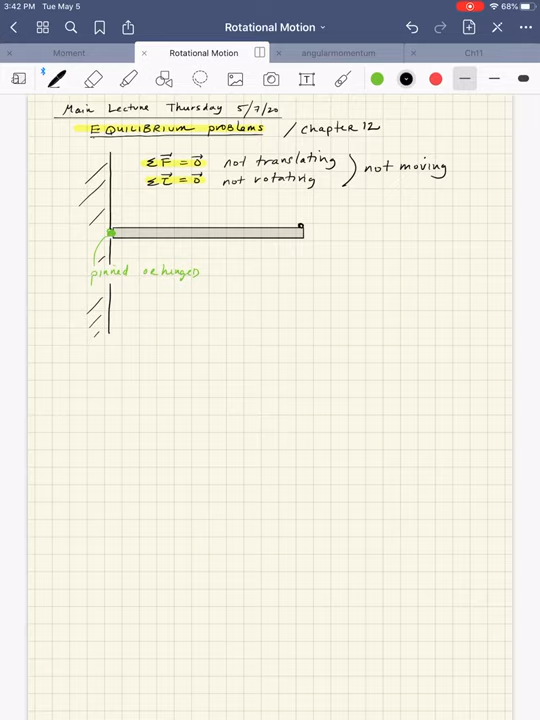 3:42 PM Tue May 5
68%
Rotational Motion
Moment
Rotational Motion
angularmomentum
Ch11
Main Lecture Thursday 5/7/20
EQUILIBRIUM problems / Chapter 12
ΣF⃗ = 0⃗ not translating
Στ⃗ = 0⃗ not rotating
not moving
pinned or hinged